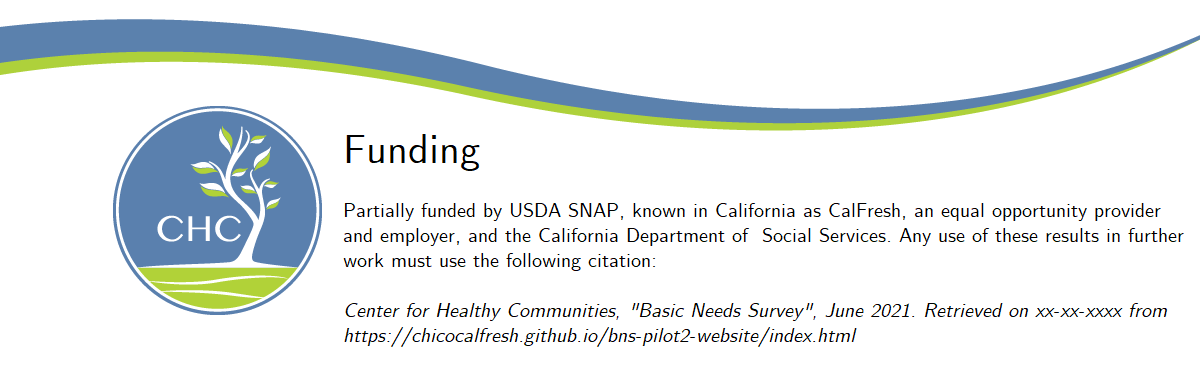 Funding
CHC
Partially funded by USDA SNAP, known in California as CalFresh, an equal opportunity provider
and employer, and the California Department of  Social Services. Any use of these results in further
work must use the following citation:
Center for Healthy Communities, "Basic Needs Survey", June 2021. Retrieved on xx-xx-xxxx from
https://chicocalfresh.github.io/bns-pilot2-website/index.html